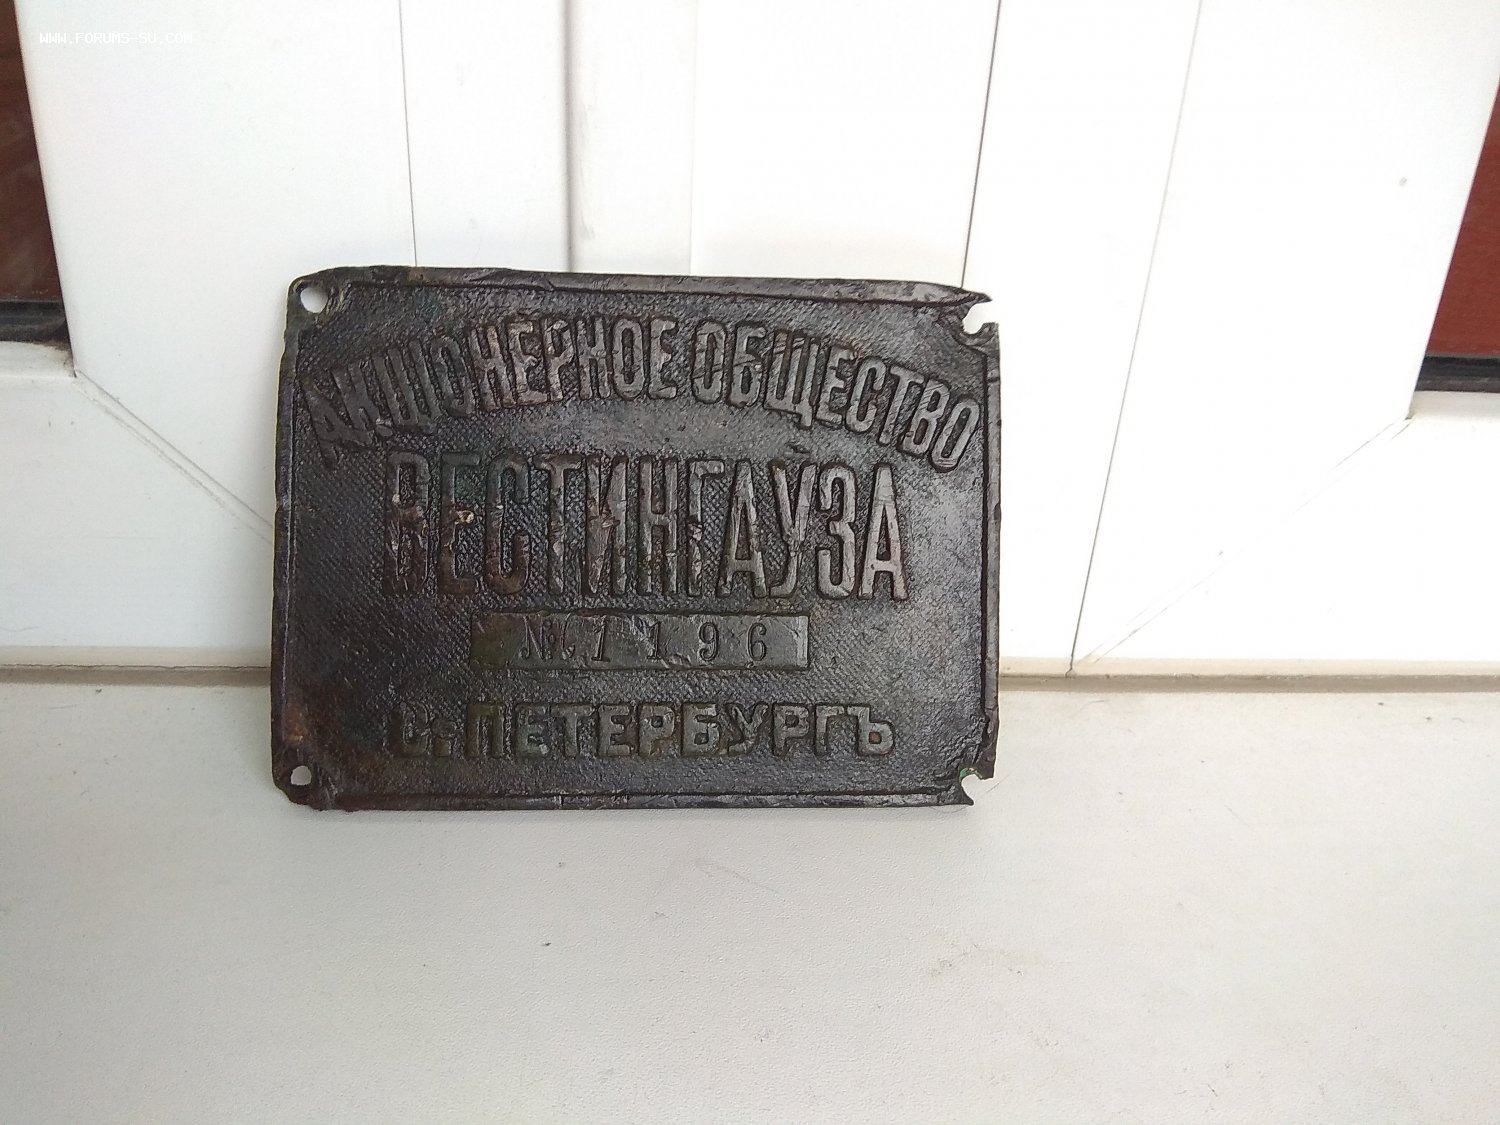 WWW.FORUMS-SU.COM
АКЦІОНЕРНОЕ ОБЩЕСТВО
ВЕСТИНГАУЗА
№ 1196
С. ПЕТЕРБУРГЪ